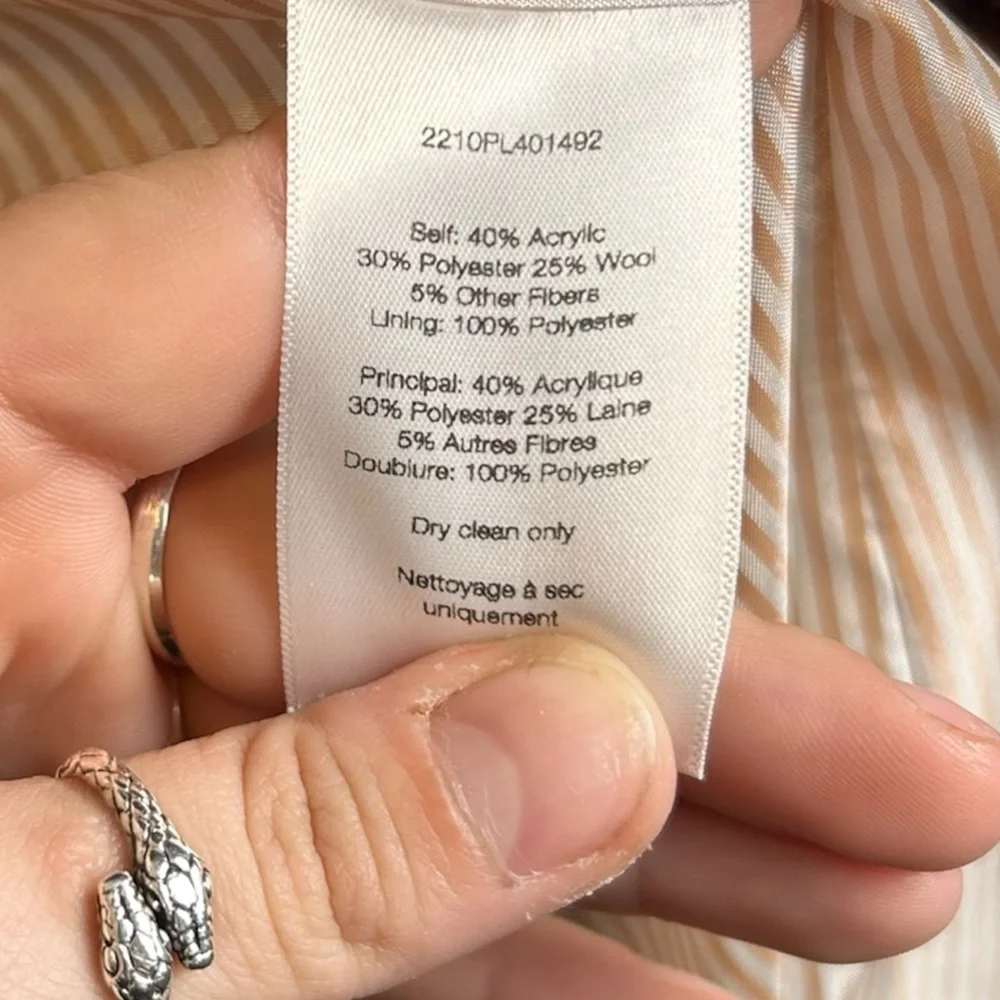 2210PL401492
Self: 40% Acrylic
30% Polyester 25% Wool
5% Other Fibers
Lining: 100% Polyester
Principal: 40% Acrylique
30% Polyester 25% Laine
5% Autres Fibres
Doublure: 100% Polyester
Dry clean only
Nettoyage à sec
uniquement